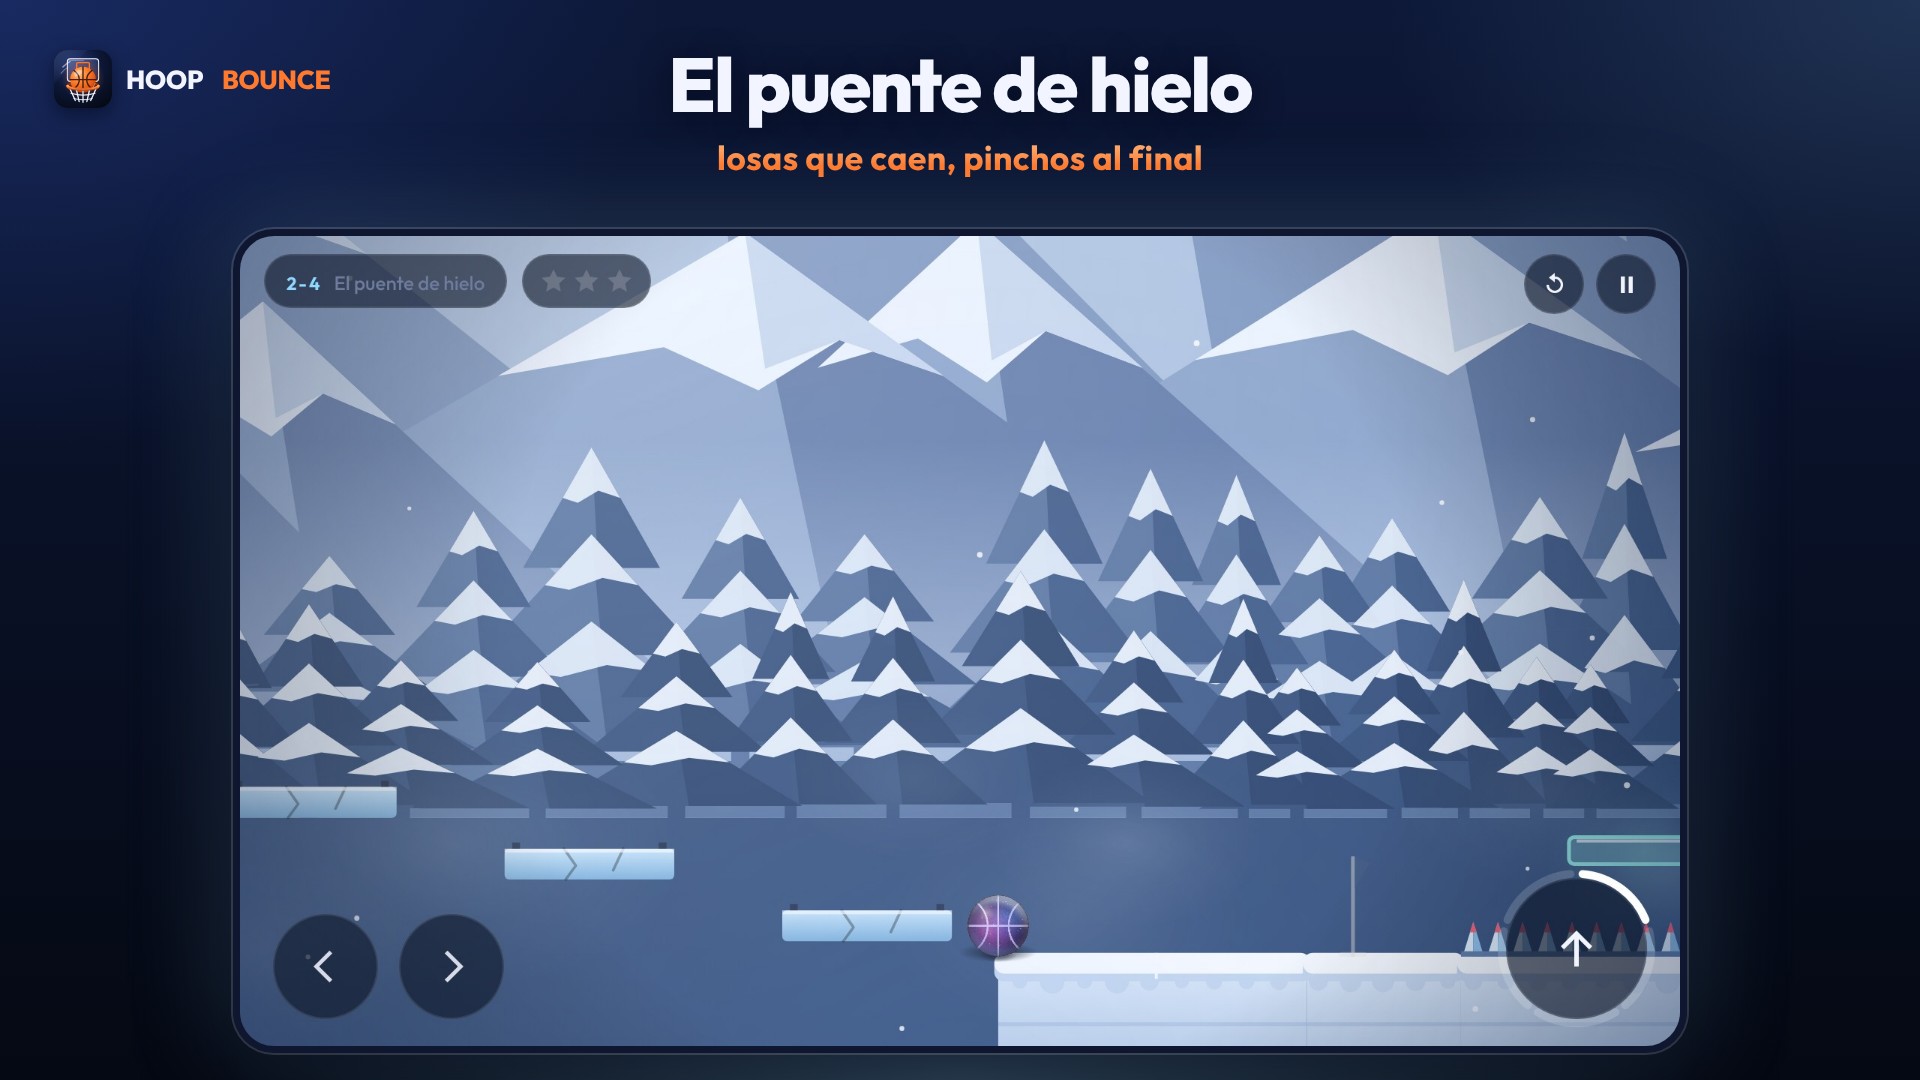 HOOP BOUNCE
El puente de hielo
losas que caen, pinchos al final
2-4 El puente de hielo